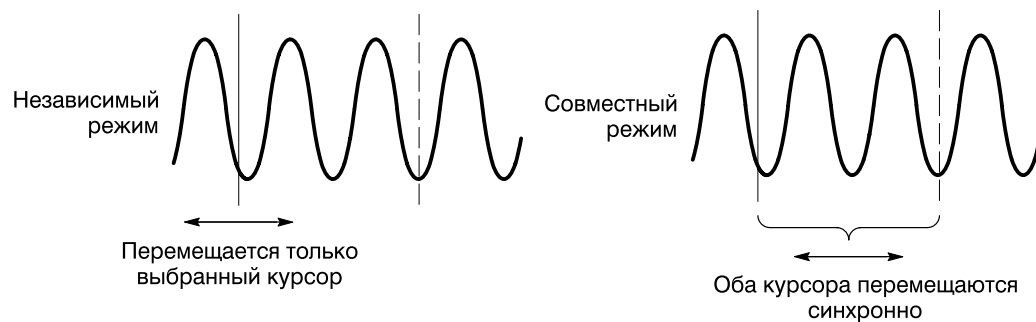 Независимый
режим
Перемещается только
выбранный курсор
Совместный
режим
Оба курсора перемещаются
синхронно